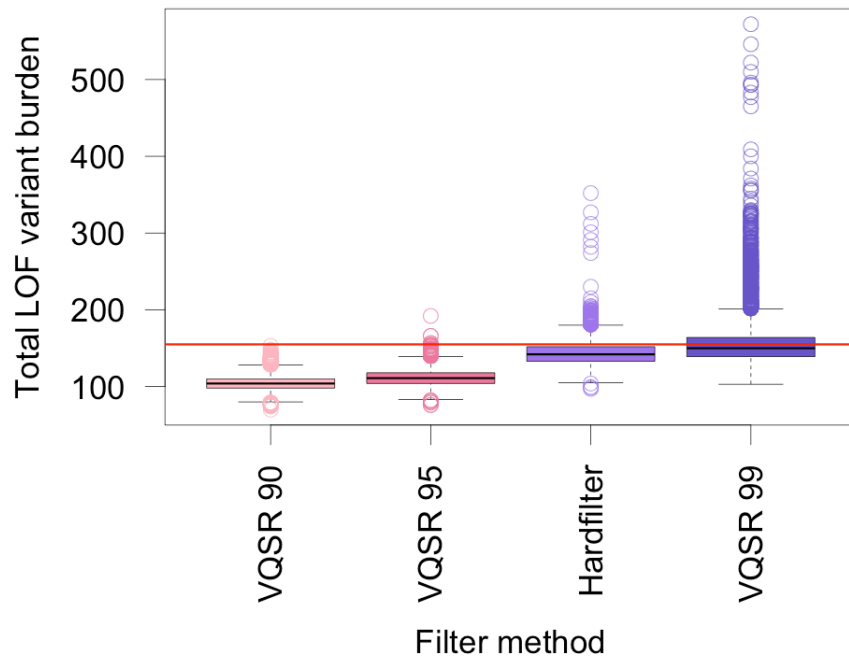 Total LOF variant burden
500
400
300
200
100
VQSR 90
VQSR 95
Hardfilter
VQSR 99
Filter method